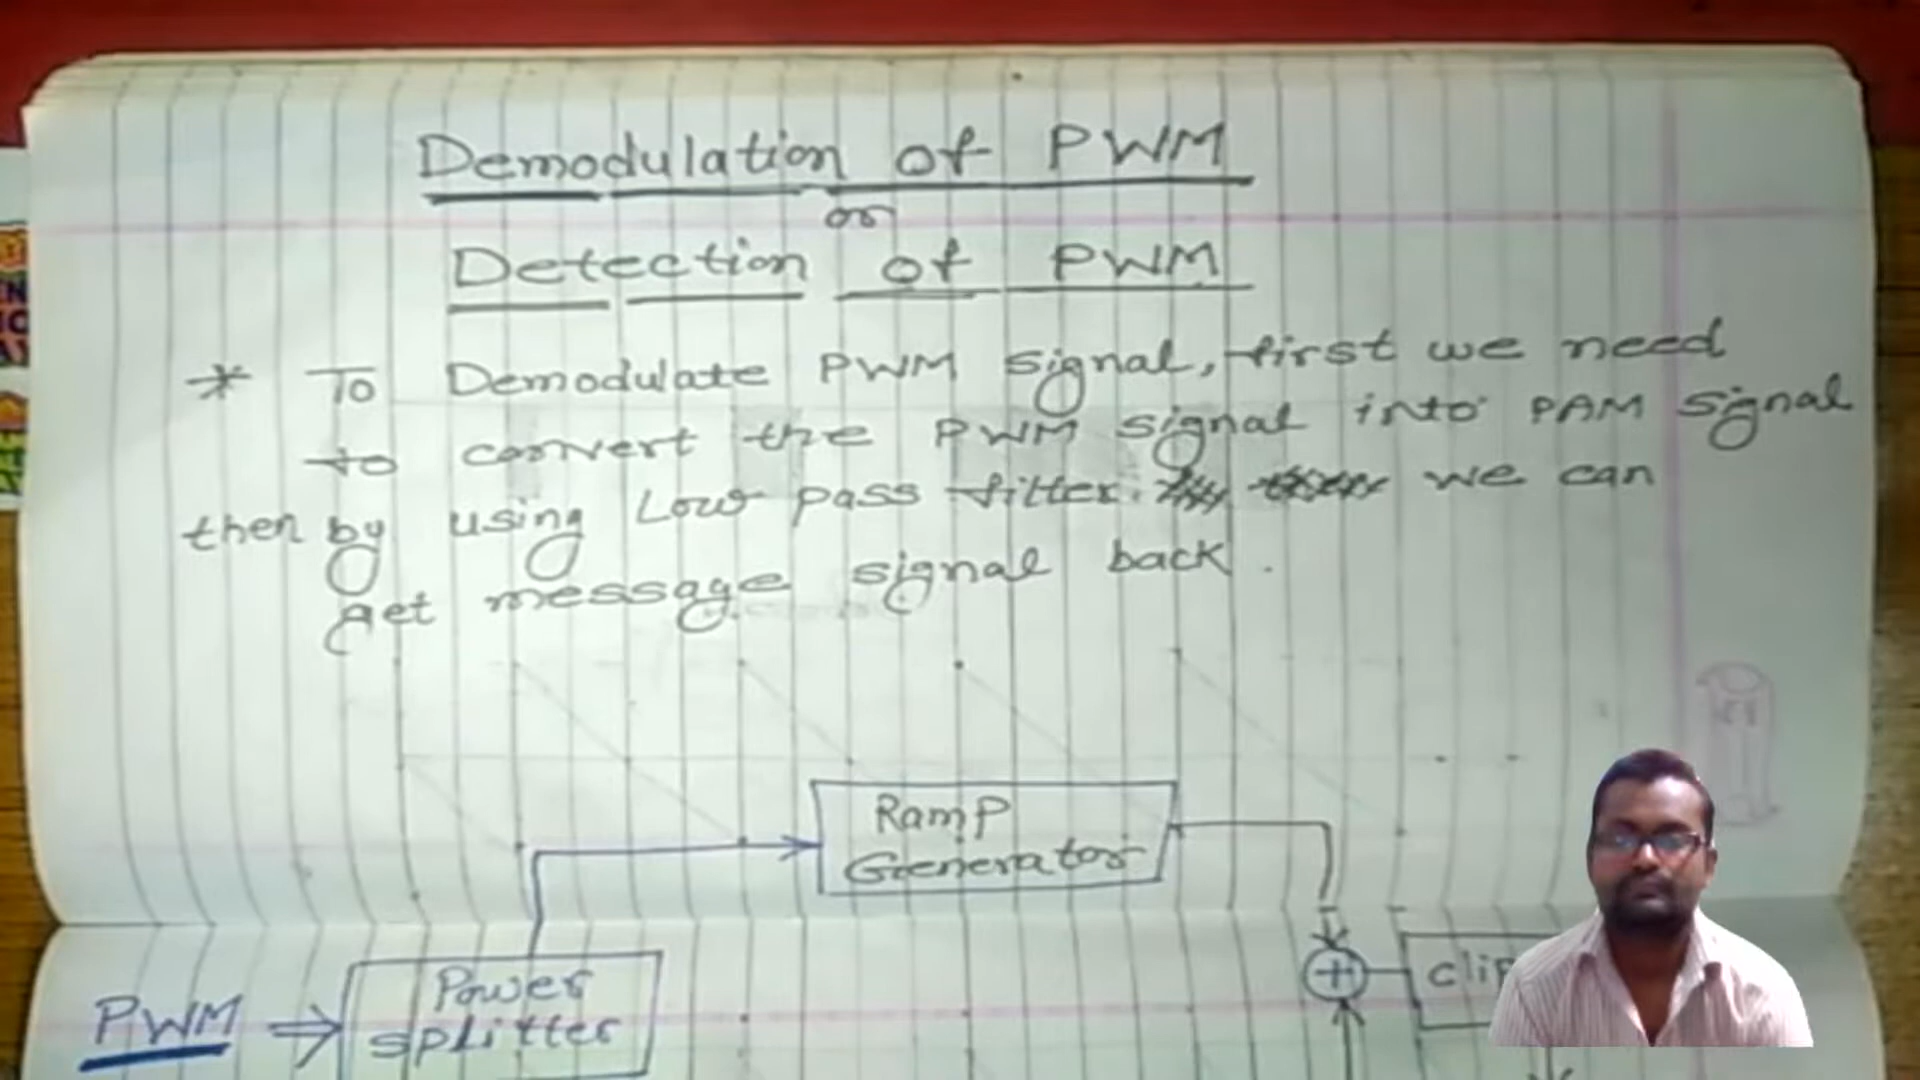 Demodulation of PWM
or
Detection of PWM
* To Demodulate PWM signal, first we need
to convert the PWM signal into PAM signal
then by using Low pass filter we can
get message signal back.
Ramp
Generator
+
clip
Power
splitter
PWM